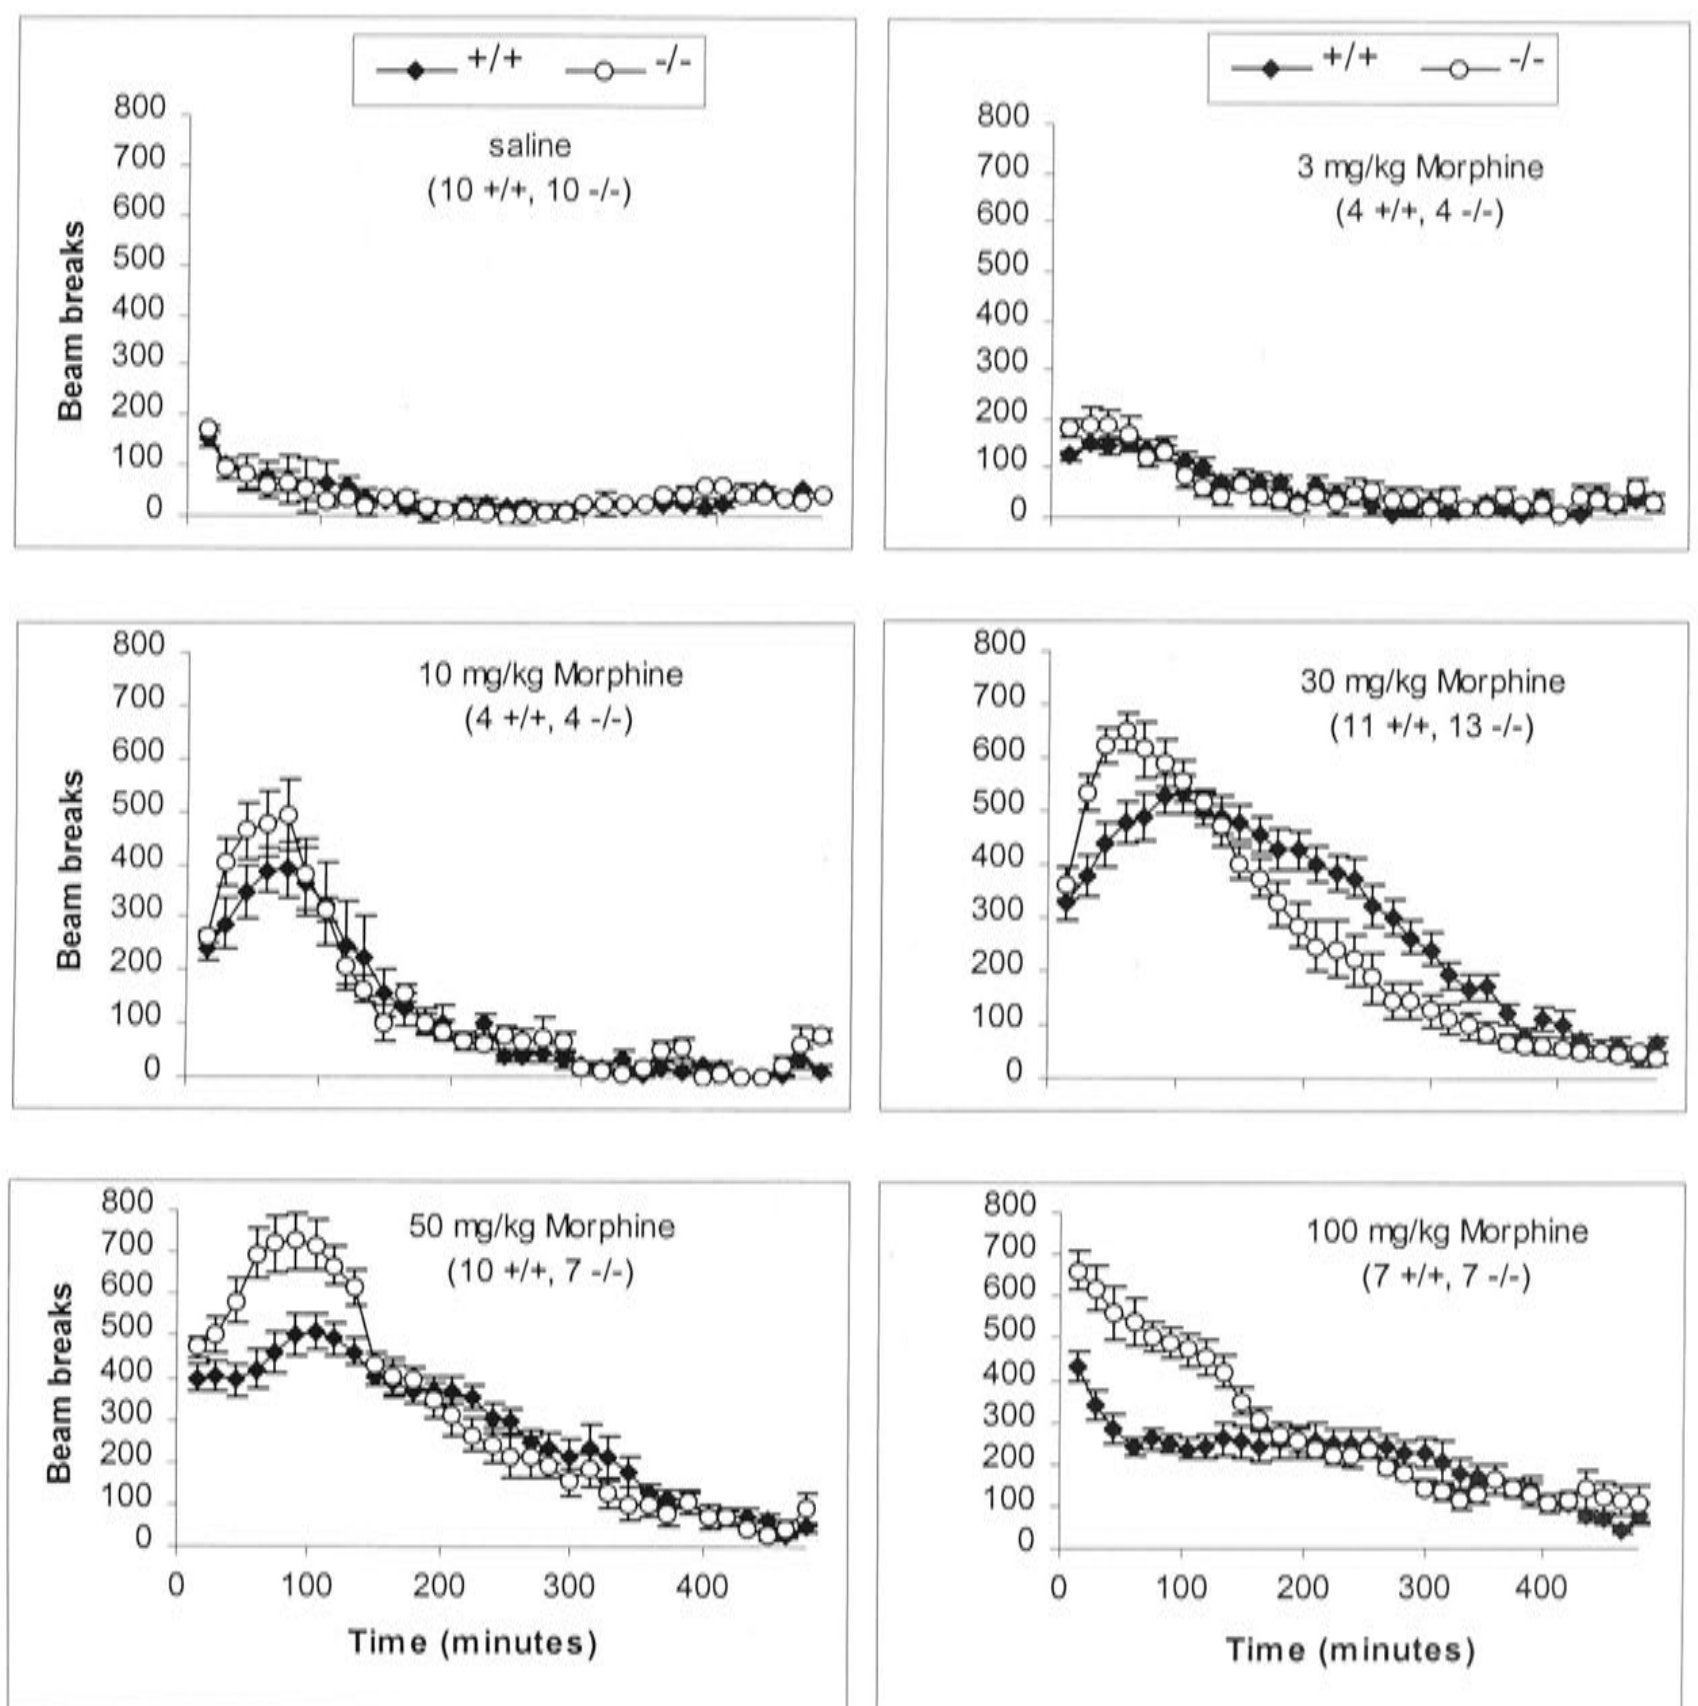 +/+ -/-
saline
(10 +/+, 10 -/-)
Beam breaks
800
700
600
500
400
300
200
100
0
+/+ -/-
3 mg/kg Morphine
(4 +/+, 4 -/-)
800
700
600
500
400
300
200
100
0
10 mg/kg Morphine
(4 +/+, 4 -/-)
Beam breaks
800
700
600
500
400
300
200
100
0
30 mg/kg Morphine
(11 +/+, 13 -/-)
800
700
600
500
400
300
200
100
0
50 mg/kg Morphine
(10 +/+, 7 -/-)
Beam breaks
800
700
600
500
400
300
200
100
0
0 100 200 300 400
Time (minutes)
100 mg/kg Morphine
(7 +/+, 7 -/-)
800
700
600
500
400
300
200
100
0
0 100 200 300 400
Time (minutes)